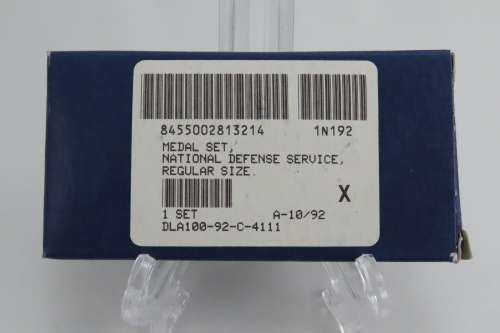 8455002813214 1N192
MEDAL SET,
NATIONAL DEFENSE SERVICE,
REGULAR SIZE.
X
1 SET A-10/92
DLA100-92-C-4111